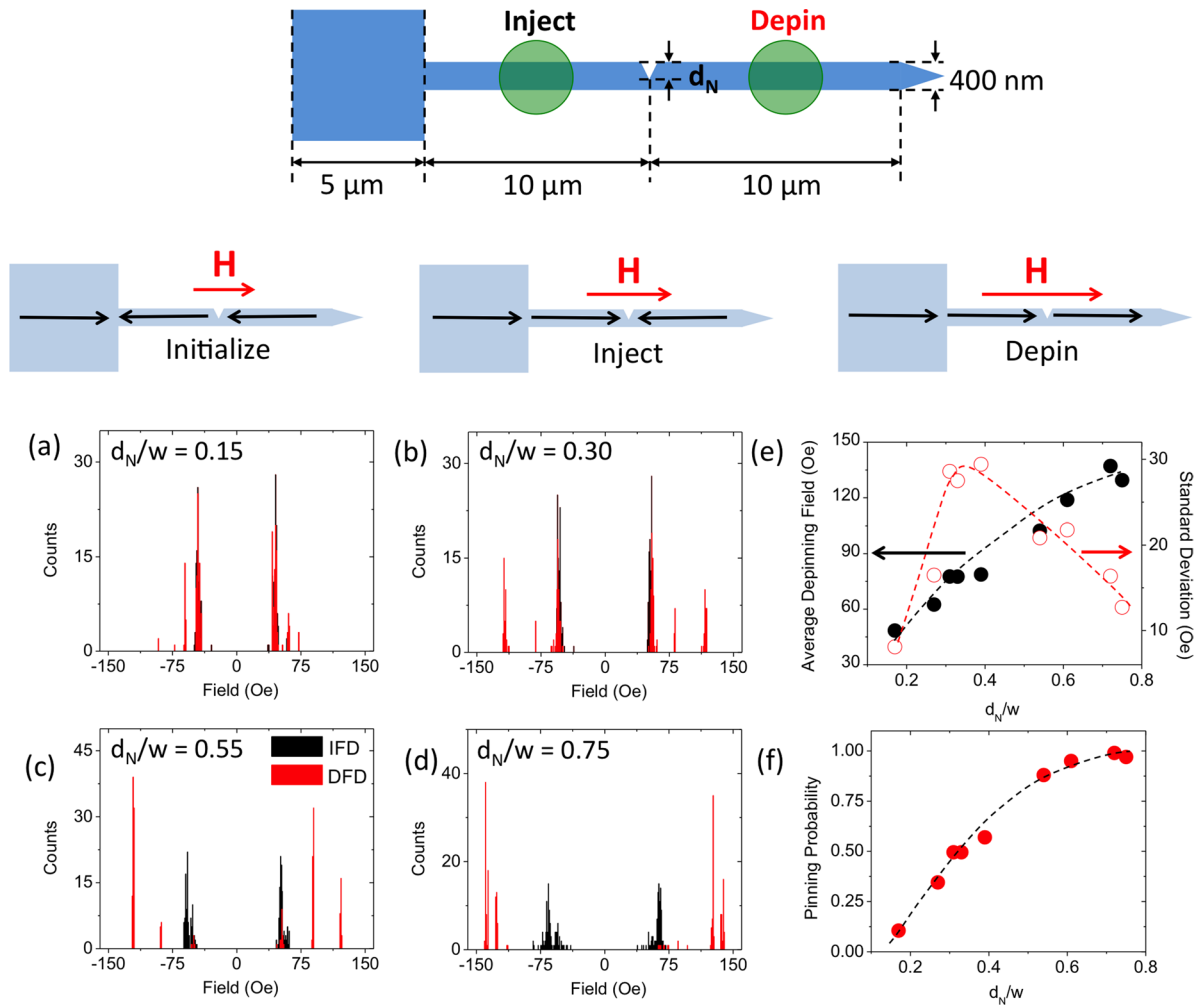 Inject
Depin
d_N
400 nm
5 μm
10 μm
10 μm
H
Initialize
H
Inject
H
Depin
(a)
d_N/w = 0.15
30
15
0
Counts
-150 -75 0 75 150
Field (Oe)
(b)
d_N/w = 0.30
30
15
0
Counts
-150 -75 0 75 150
Field (Oe)
(e)
150
120
90
60
30
Average Depinning Field (Oe)
30
20
10
Standard Deviation (Oe)
0.2 0.4 0.6 0.8
d_N/w
(c)
d_N/w = 0.55
IFD
DFD
45
30
15
0
Counts
-150 -75 0 75 150
Field (Oe)
(d)
d_N/w = 0.75
40
20
0
Counts
-150 -75 0 75 150
Field (Oe)
(f)
1.00
0.75
0.50
0.25
0.00
Pinning Probability
0.2 0.4 0.6 0.8
d_N/w